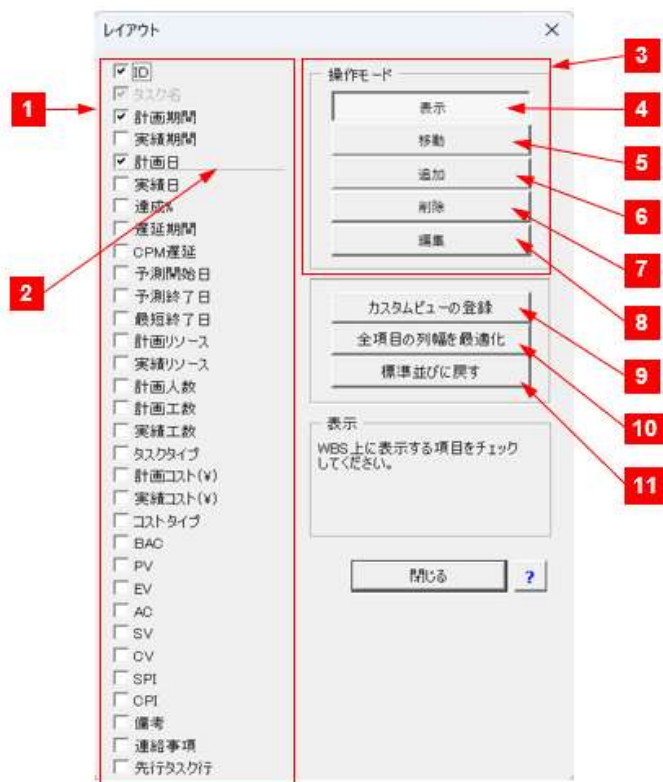 レイアウト
ID
タスク名
計画期間
実績期間
計画日
実績日
達成%
遅延期間
CPM遅延
予測開始日
予測終了日
最短終了日
計画リソース
実績リソース
計画人数
計画工数
実績工数
タスクタイプ
計画コスト(¥)
実績コスト(¥)
コストタイプ
BAC
PV
EV
AC
SV
CV
SPI
CPI
備考
連絡事項
先行タスク行
操作モード
表示
移動
追加
削除
編集
カスタムビューの登録
全項目の列幅を最適化
標準並びに戻す
表示
WBS上に表示する項目をチェック
してください。
閉じる
?
1
2
3
4
5
6
7
8
9
10
11